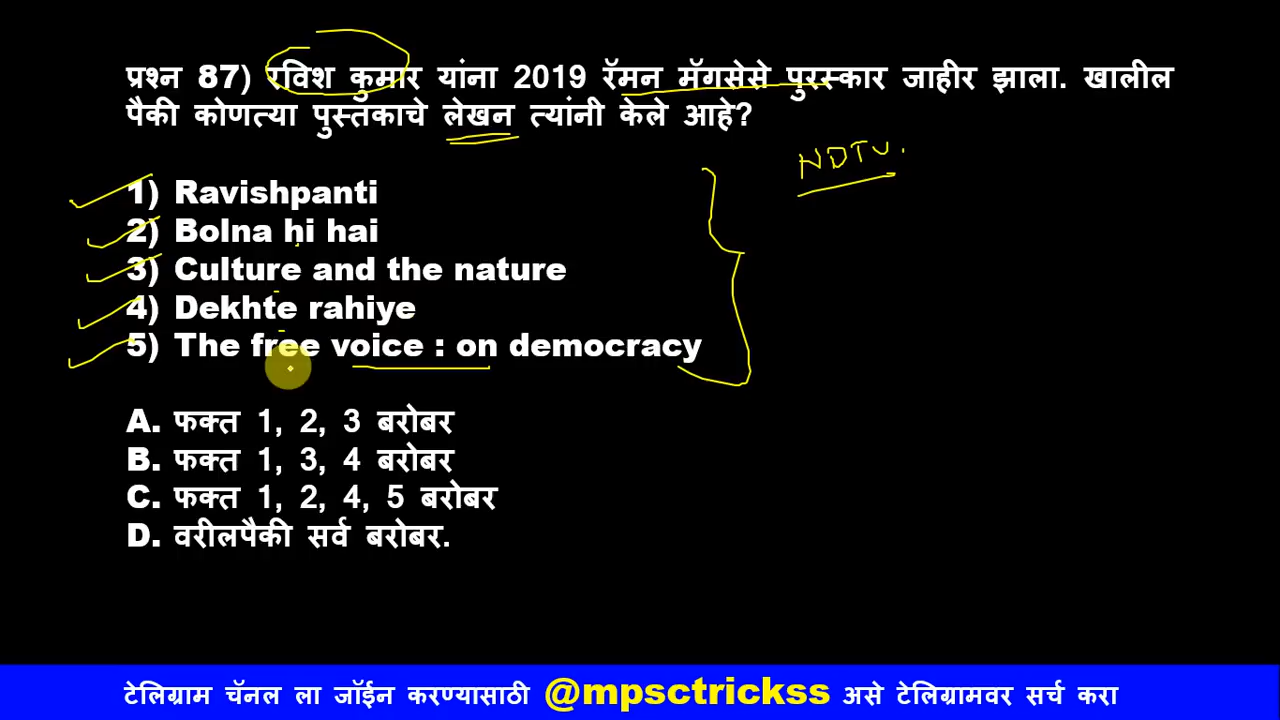 प्रश्न 87) रविश कुमार यांना 2019 रॅमन मॅगसेसे पुरस्कार जाहीर झाला. खालील
पैकी कोणत्या पुस्तकाचे लेखन त्यांनी केले आहे?
NDTV.
1) Ravishpanti
2) Bolna hi hai
3) Culture and the nature
4) Dekhte rahiye
5) The free voice : on democracy
A. फक्त 1, 2, 3 बरोबर
B. फक्त 1, 3, 4 बरोबर
C. फक्त 1, 2, 4, 5 बरोबर
D. वरीलपैकी सर्व बरोबर.
टेलिग्राम चॅनल ला जॉईन करण्यासाठी @mpsctrickss असे टेलिग्रामवर सर्च करा